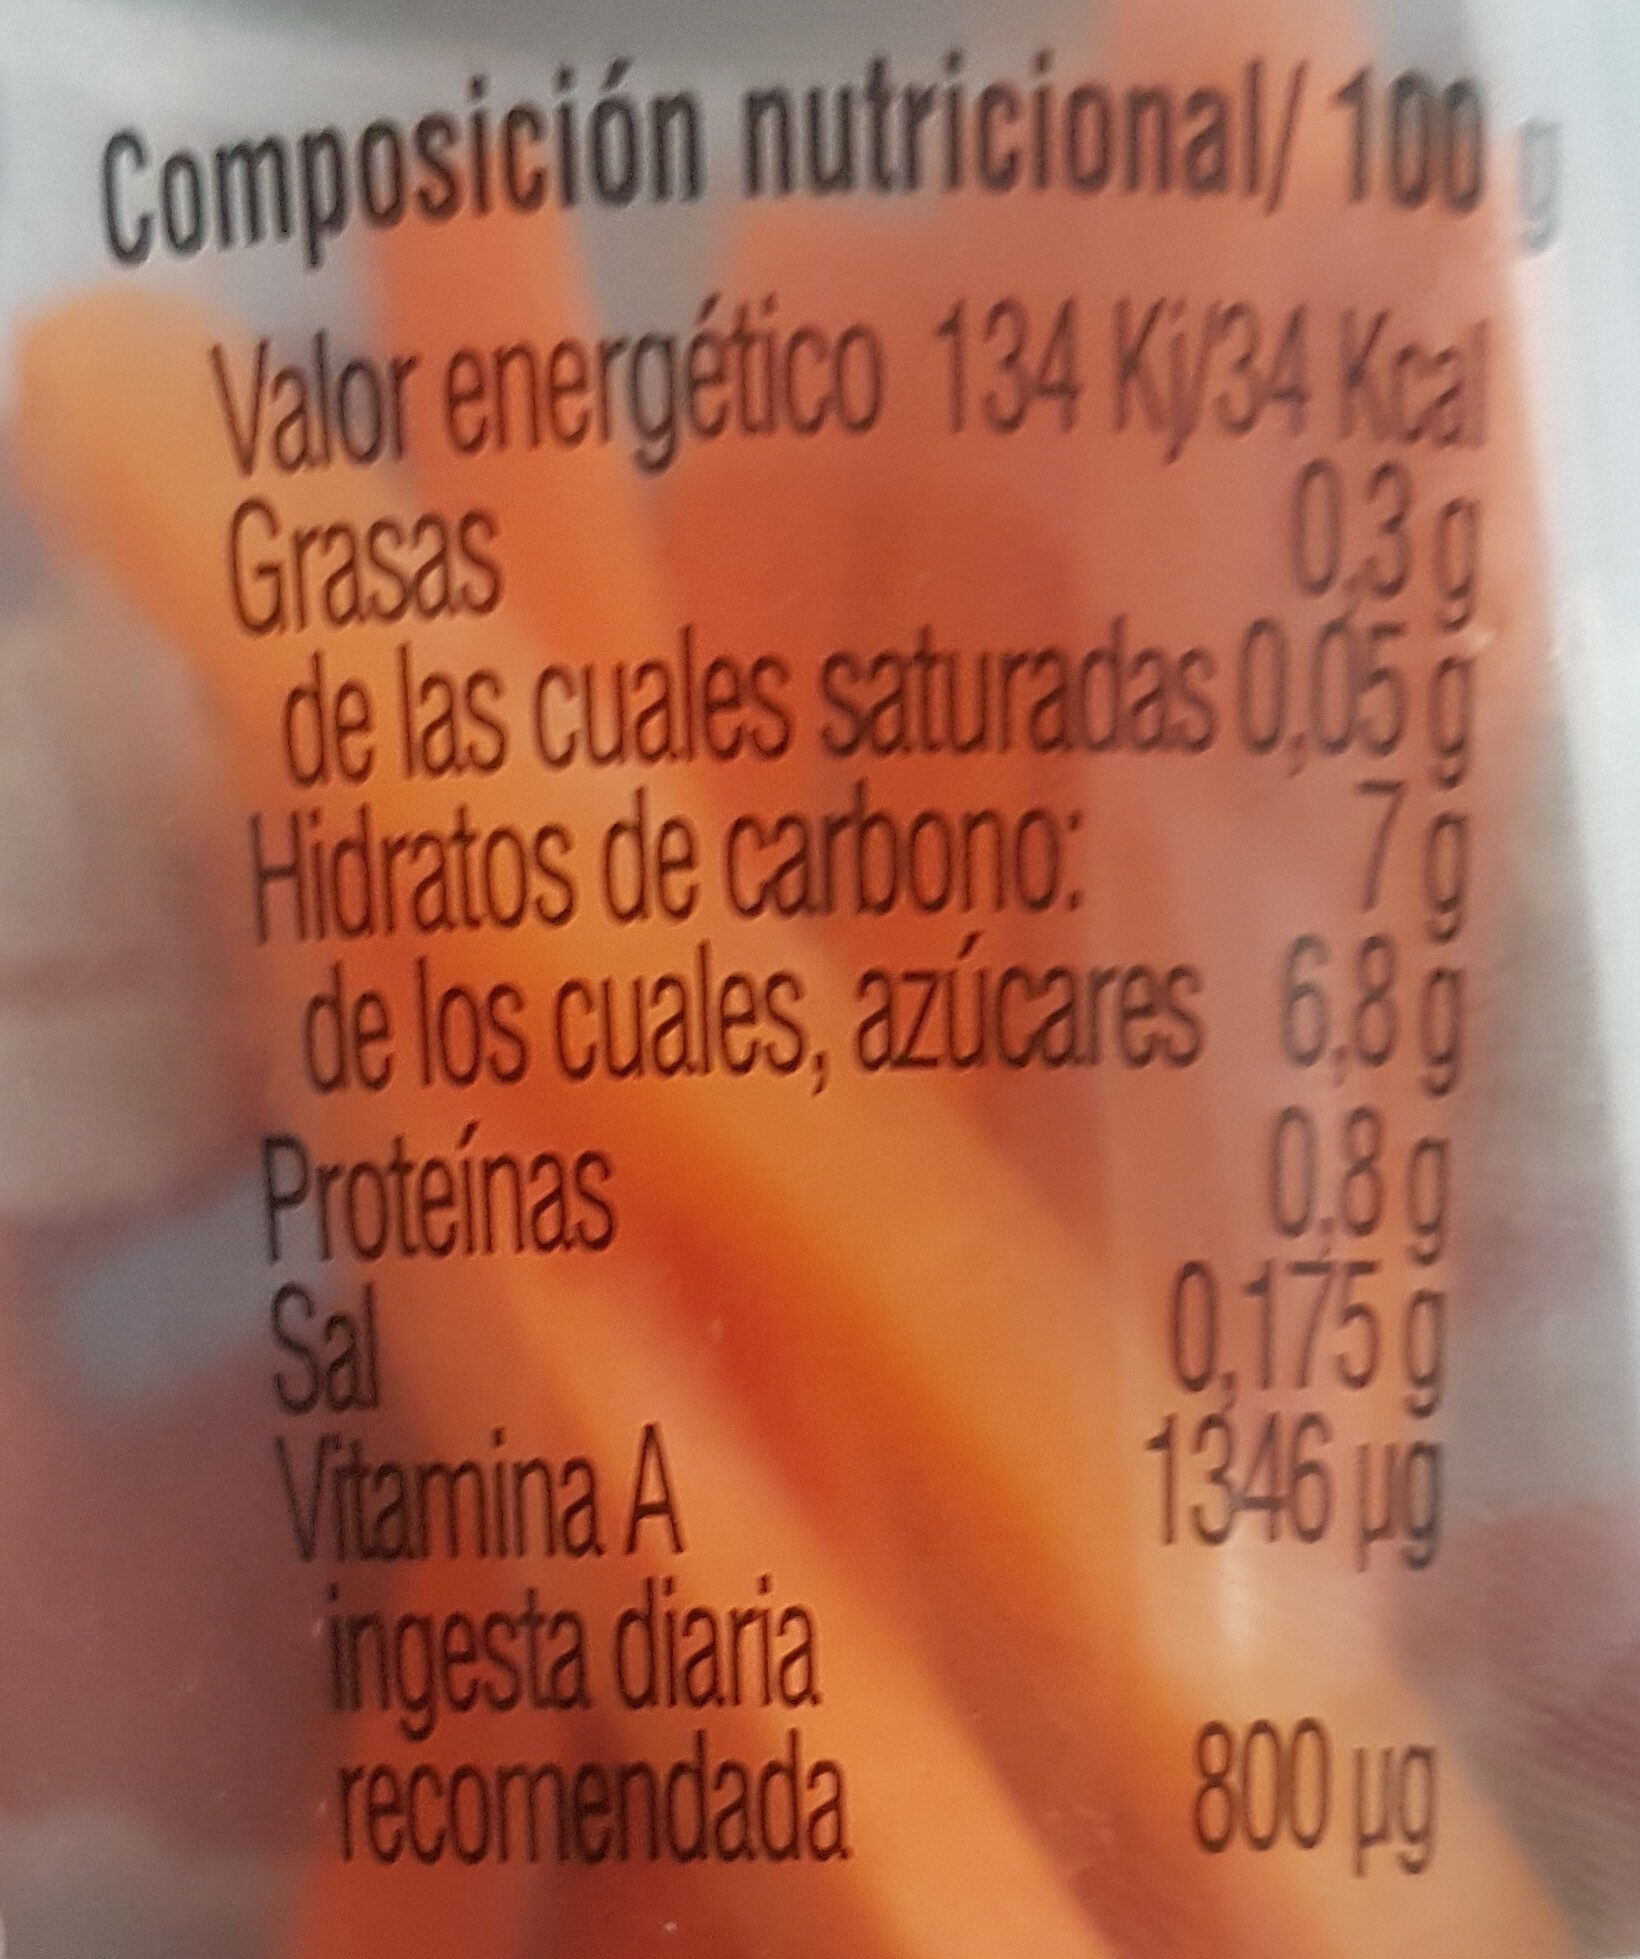 Composición nutricional/ 100 g
Valor energético 134 Kj/34 Kcal
Grasas 0,3 g
de las cuales saturadas 0,05 g
Hidratos de carbono: 7 g
de los cuales, azúcares 6,8 g
Proteínas 0,8 g
Sal 0,175 g
Vitamina A 1346 µg
ingesta diaria
recomendada 800 µg